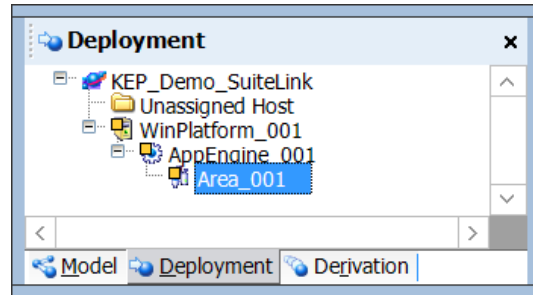 Deployment
KEP_Demo_SuiteLink
Unassigned Host
WinPlatform_001
AppEngine_001
Area_001
Model Deployment Derivation